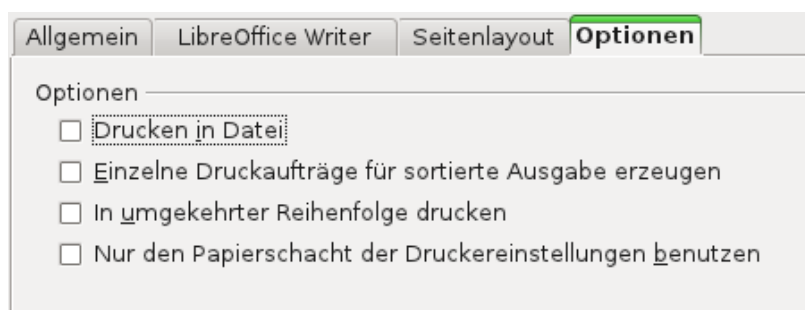 Allgemein LibreOffice Writer Seitenlayout Optionen
Optionen
Drucken in Datei
Einzelne Druckaufträge für sortierte Ausgabe erzeugen
In umgekehrter Reihenfolge drucken
Nur den Papierschacht der Druckereinstellungen benutzen